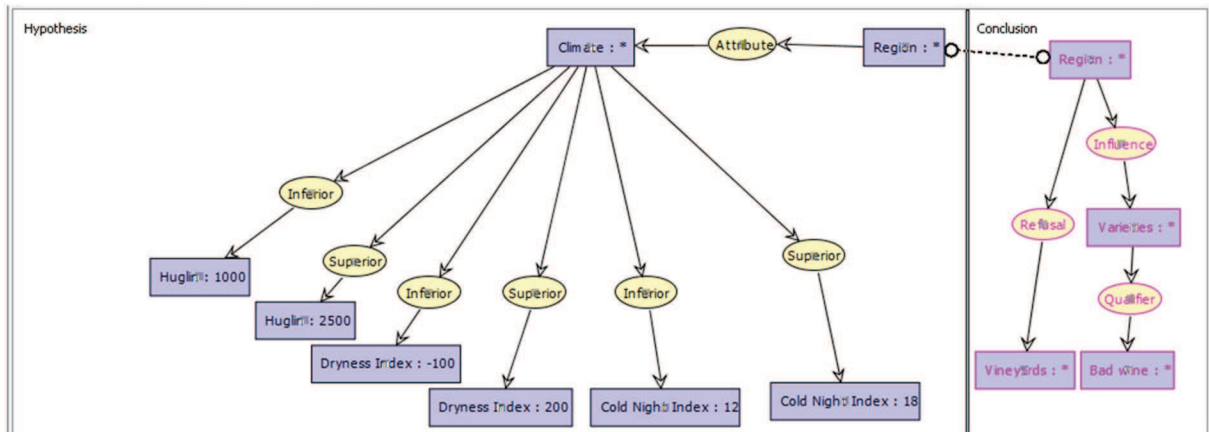 Hypothesis
Conclusion
Climate : *
Attribute
Region : *
Region : *
Influence
Inferior
Refusal
Varieties : *
Superior
Superior
Huglin : 1000
Inferior
Superior
Inferior
Qualifier
Huglin : 2500
Dryness Index : -100
Vineyards : *
Bad wine : *
Dryness Index : 200
Cold Night Index : 12
Cold Night Index : 18